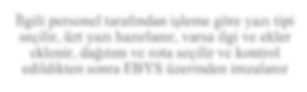 İlgili personel tarafından işleme göre yazı tipi
seçilir, üst yazı hazırlanır, varsa ilgi ve ekler
eklenir, dağıtım ve rota seçilir ve kontrol
edildikten sonra EBYS üzerinden imzalanır